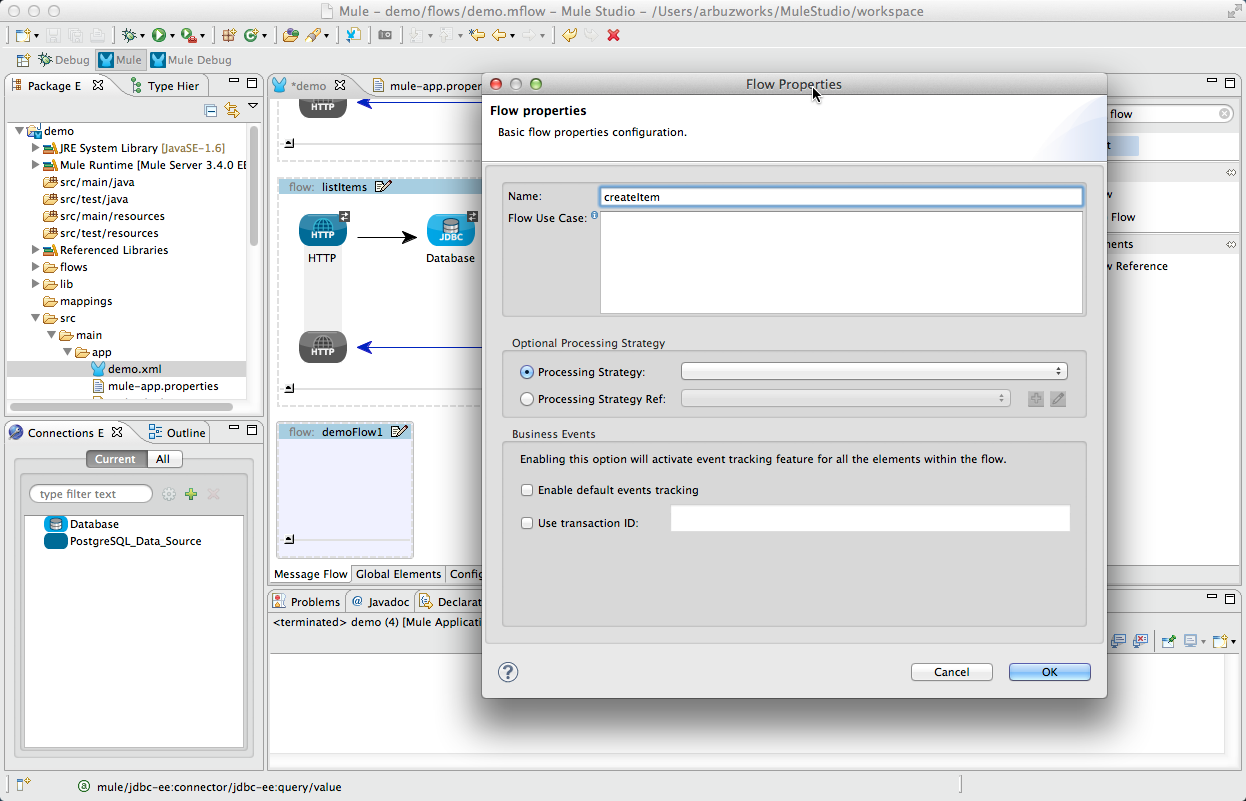 Mule – demo/flows/demo.mflow – Mule Studio – /Users/arbuzworks/MuleStudio/workspace
Debug Mule Mule Debug
Package E Type Hier
demo
JRE System Library [JavaSE-1.6]
Mule Runtime [Mule Server 3.4.0 EE
src/main/java
src/test/java
src/main/resources
src/test/resources
Referenced Libraries
flows
lib
mappings
src
main
app
demo.xml
mule-app.properties
Connections E Outline
Current All
type filter text
Database
PostgreSQL_Data_Source
*demo mule-app.proper
HTTP
flow: listItems
HTTP JDBC
HTTP Database
HTTP
flow: demoFlow1
Message Flow Global Elements Config
Problems @ Javadoc Declarat
<terminated> demo (4) [Mule Applicati
Flow Properties
Flow properties
Basic flow properties configuration.
Name: createItem
Flow Use Case:
Optional Processing Strategy
Processing Strategy:
Processing Strategy Ref:
Business Events
Enabling this option will activate event tracking feature for all the elements within the flow.
Enable default events tracking
Use transaction ID:
? Cancel OK
flow
t
w
Flow
nents
w Reference
mule/jdbc-ee:connector/jdbc-ee:query/value